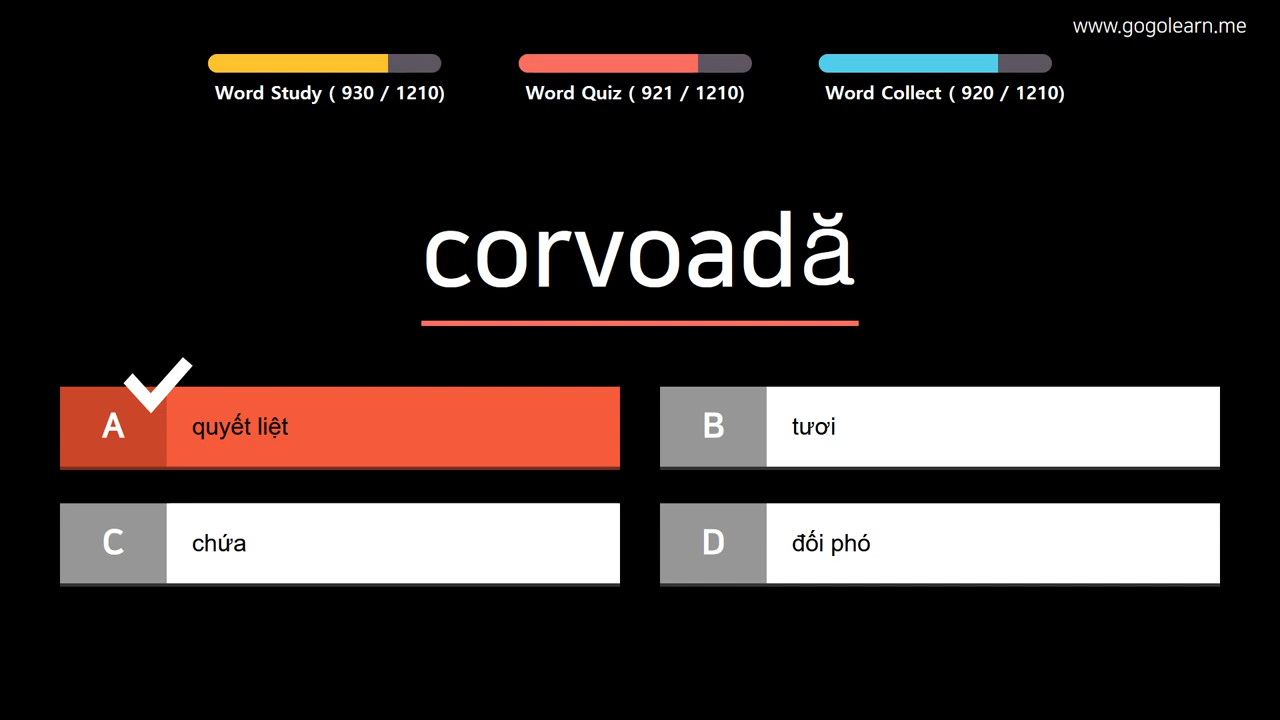 www.gogolearn.me
Word Study ( 930 / 1210)
Word Quiz ( 921 / 1210)
Word Collect ( 920 / 1210)
corvoadă
A quyết liệt
B tươi
C chứa
D đối phó